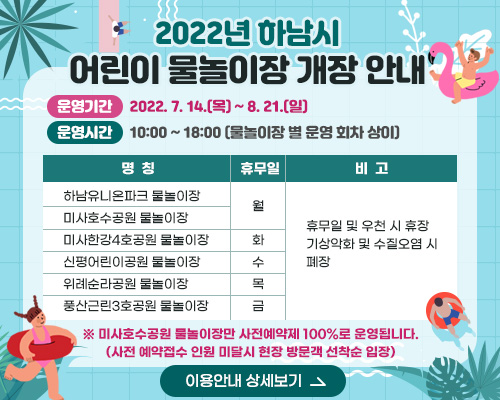 2022년 하남시
어린이 물놀이장 개장 안내
운영기간 2022. 7. 14.(목) ~ 8. 21.(일)
운영시간 10:00 ~ 18:00 (물놀이장 별 운영 회차 상이)
명 칭 휴무일 비 고
하남유니온파크 물놀이장
월
미사호수공원 물놀이장
미사한강4호공원 물놀이장 화
신평어린이공원 물놀이장 수
위례순라공원 물놀이장 목
풍산근린3호공원 물놀이장 금
휴무일 및 우천 시 휴장
기상악화 및 수질오염 시
폐장
※ 미사호수공원 물놀이장만 사전예약제 100%로 운영됩니다.
(사전 예약접수 인원 미달시 현장 방문객 선착순 입장)
이용안내 상세보기